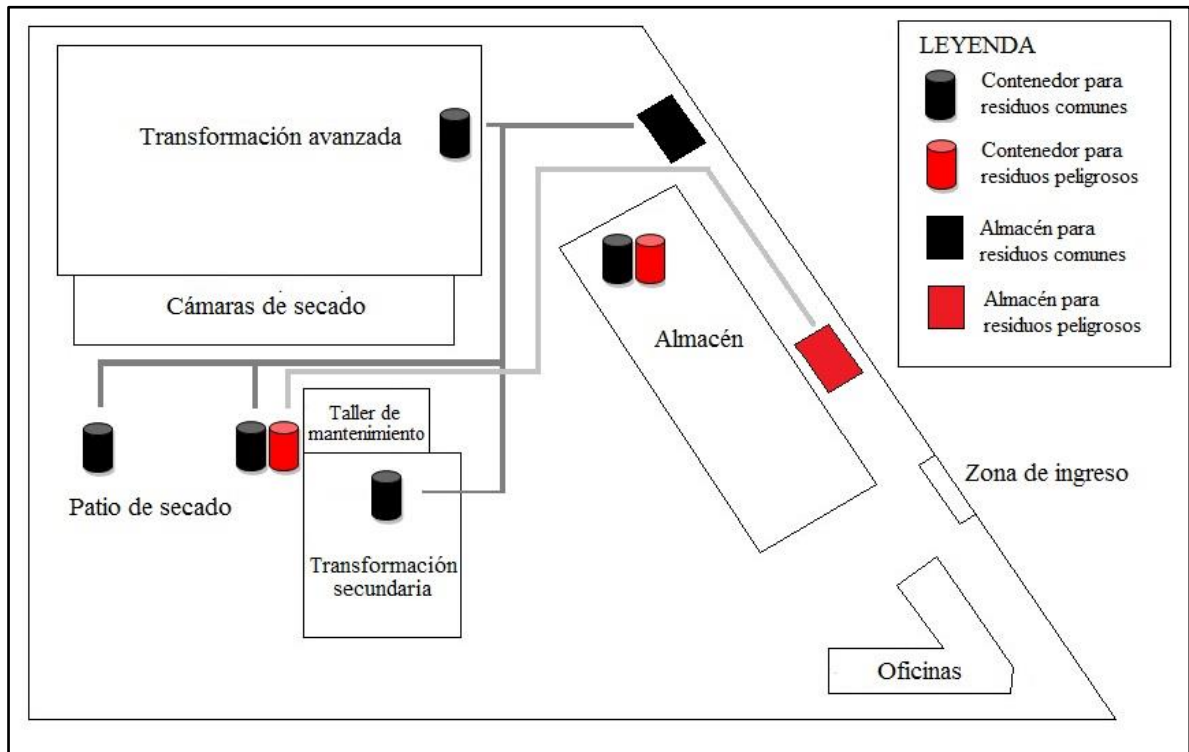 LEYENDA
Contenedor para
residuos comunes
Contenedor para
residuos peligrosos
Almacén para
residuos comunes
Almacén para
residuos peligrosos
Transformación avanzada
Cámaras de secado
Almacén
Taller de
mantenimiento
Patio de secado
Zona de ingreso
Transformación
secundaria
Oficinas